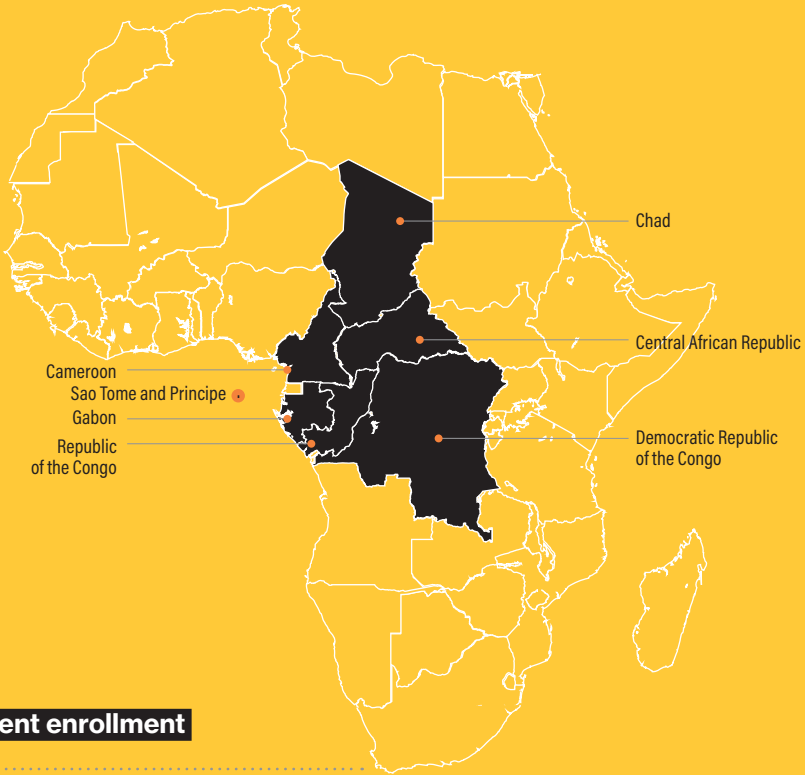 Chad
Central African Republic
Cameroon
Sao Tome and Principe
Gabon
Republic
of the Congo
Democratic Republic
of the Congo
enrollment